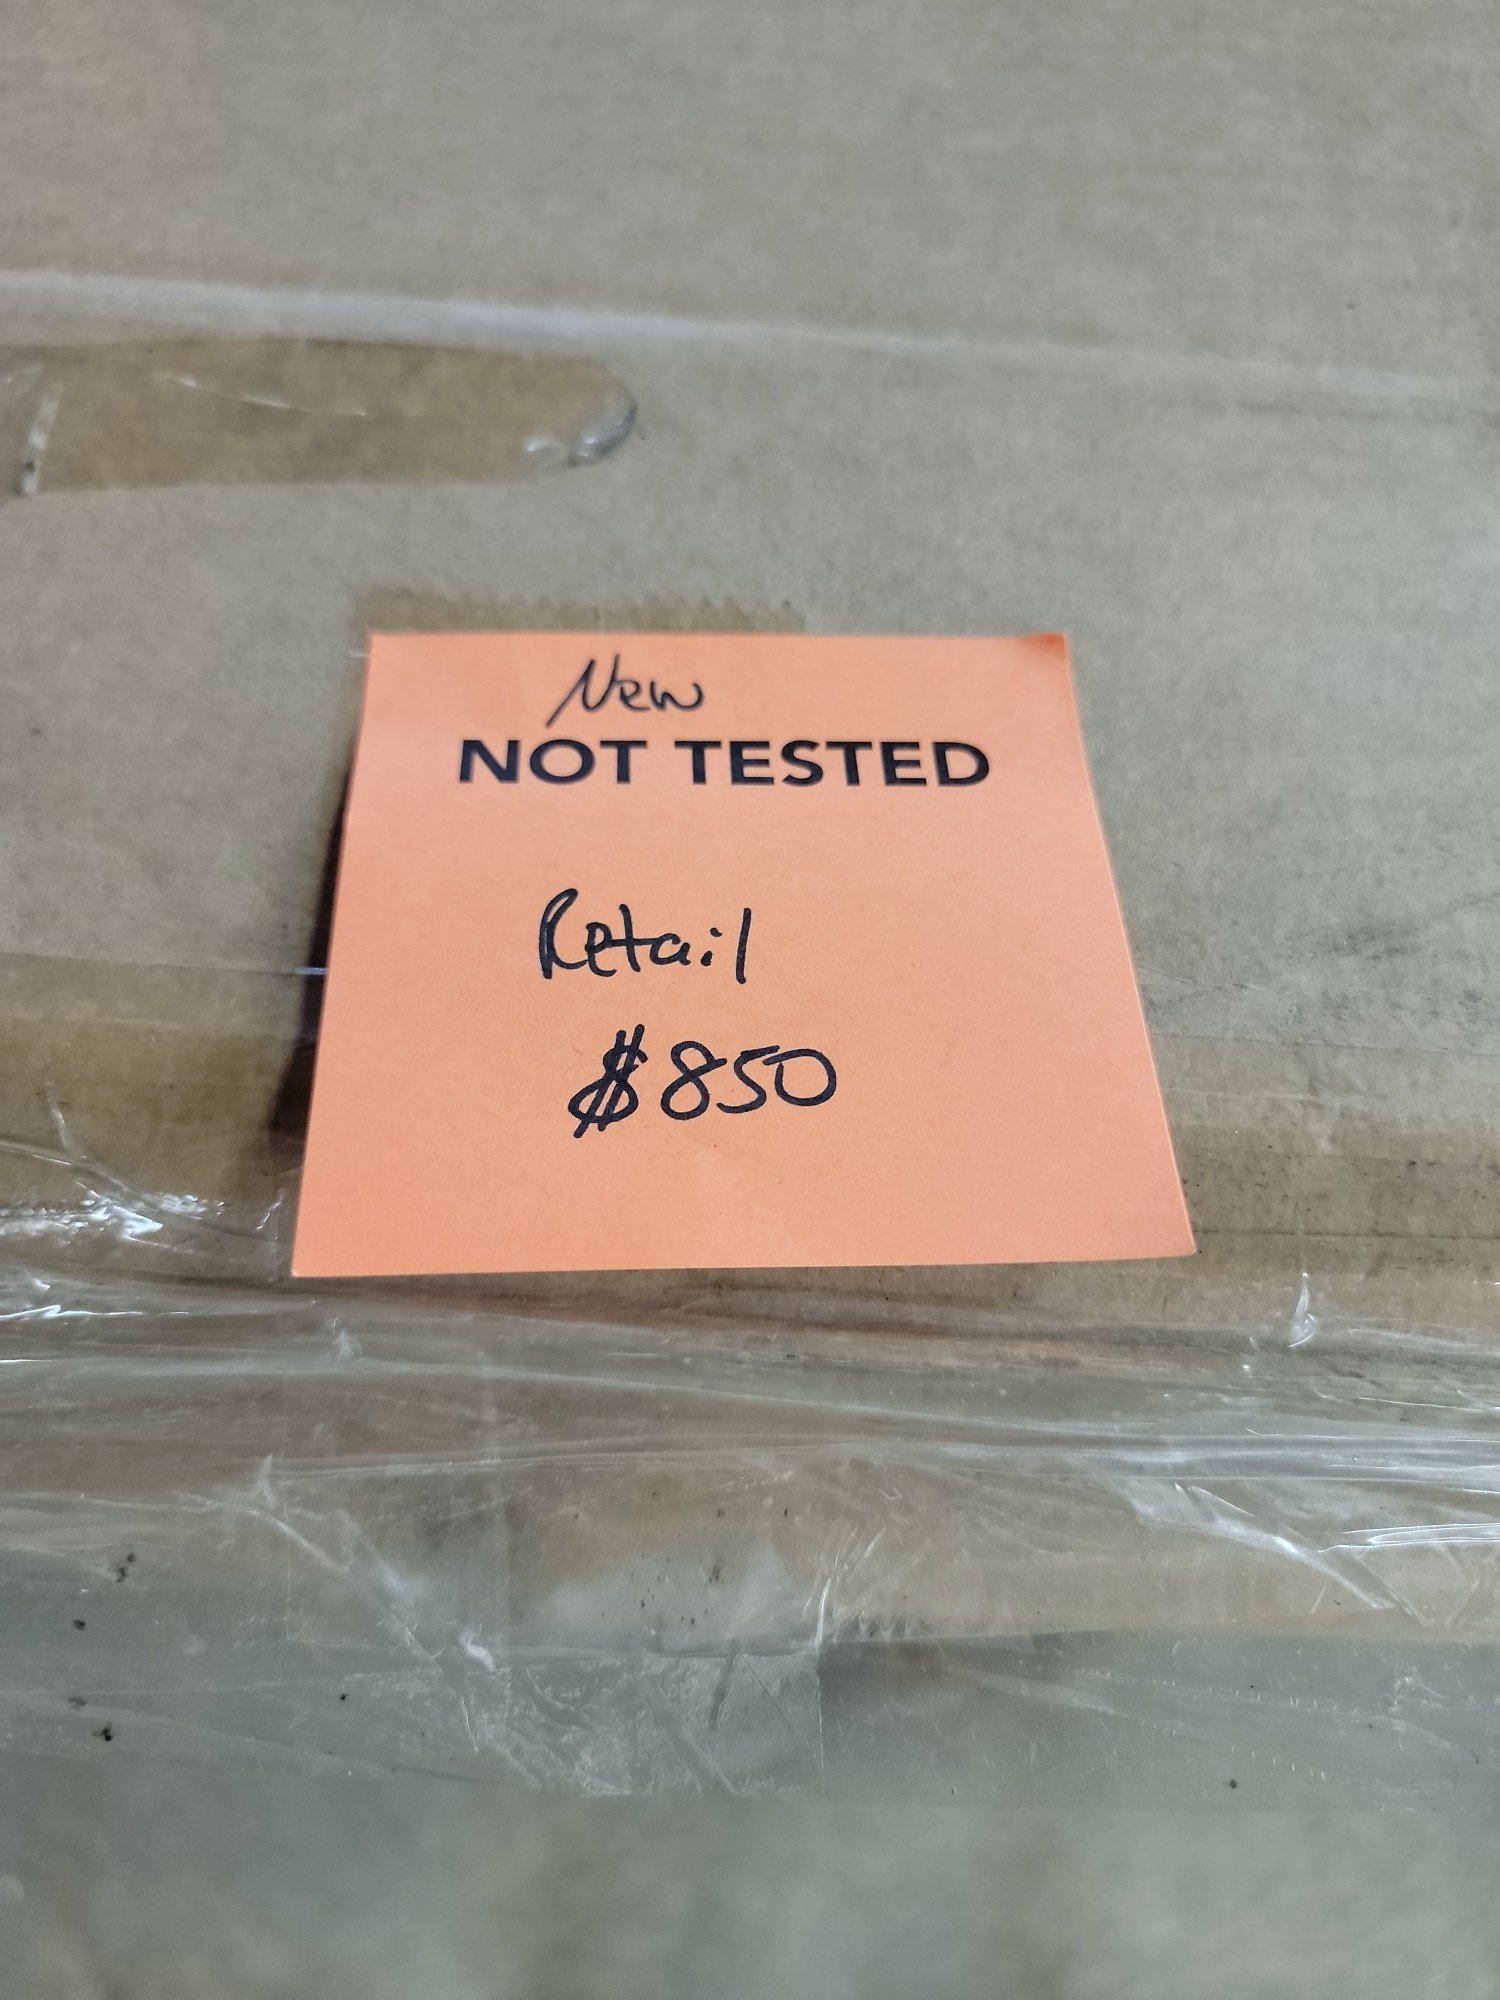 New
NOT TESTED
Retail
$850